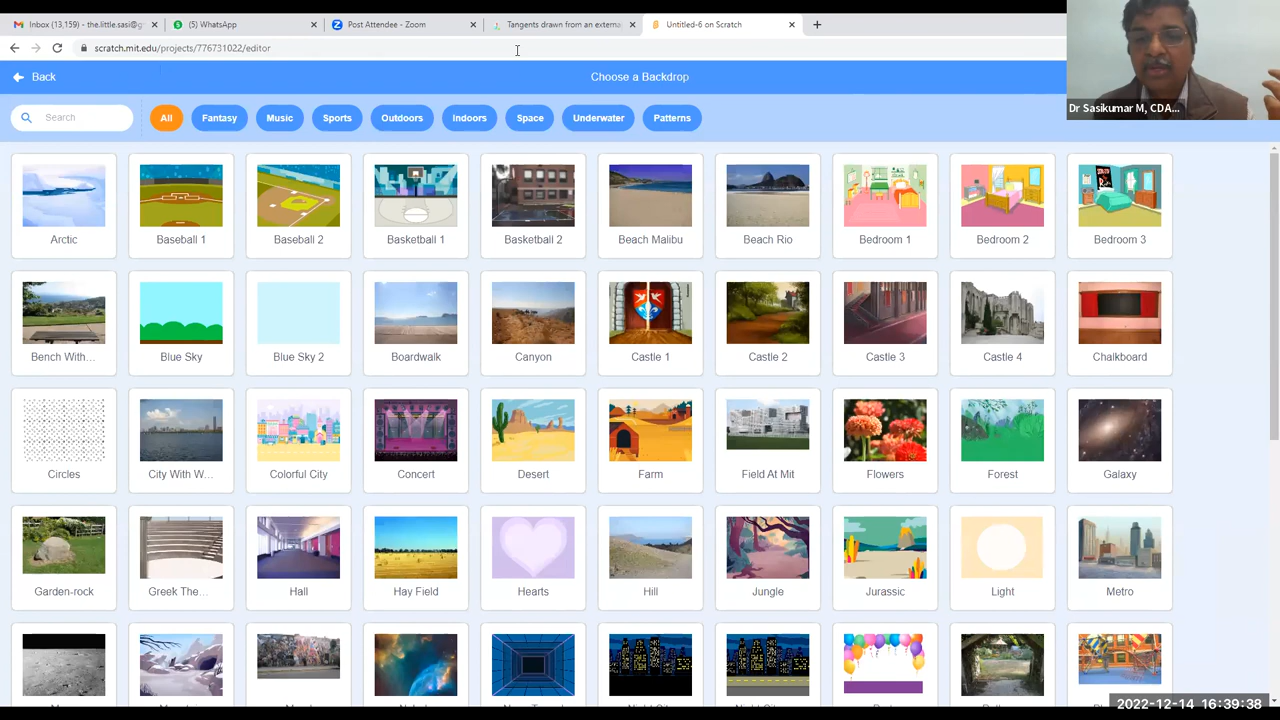 Inbox (13,159) - the.little.sasi@g
(5) WhatsApp
Post Attendee - Zoom
Tangents drawn from an externa
Untitled-6 on Scratch
scratch.mit.edu/projects/776731022/editor
Back
Choose a Backdrop
Dr Sasikumar M, CDA...
Search
All
Fantasy
Music
Sports
Outdoors
Indoors
Space
Underwater
Patterns
Arctic
Baseball 1
Baseball 2
Basketball 1
Basketball 2
Beach Malibu
Beach Rio
Bedroom 1
Bedroom 2
Bedroom 3
Bench With...
Blue Sky
Blue Sky 2
Boardwalk
Canyon
Castle 1
Castle 2
Castle 3
Castle 4
Chalkboard
Circles
City With W...
Colorful City
Concert
Desert
Farm
Field At Mit
Flowers
Forest
Galaxy
Garden-rock
Greek The...
Hall
Hay Field
Hearts
Hill
Jungle
Jurassic
Light
Metro
2022-12-14 16:39:38